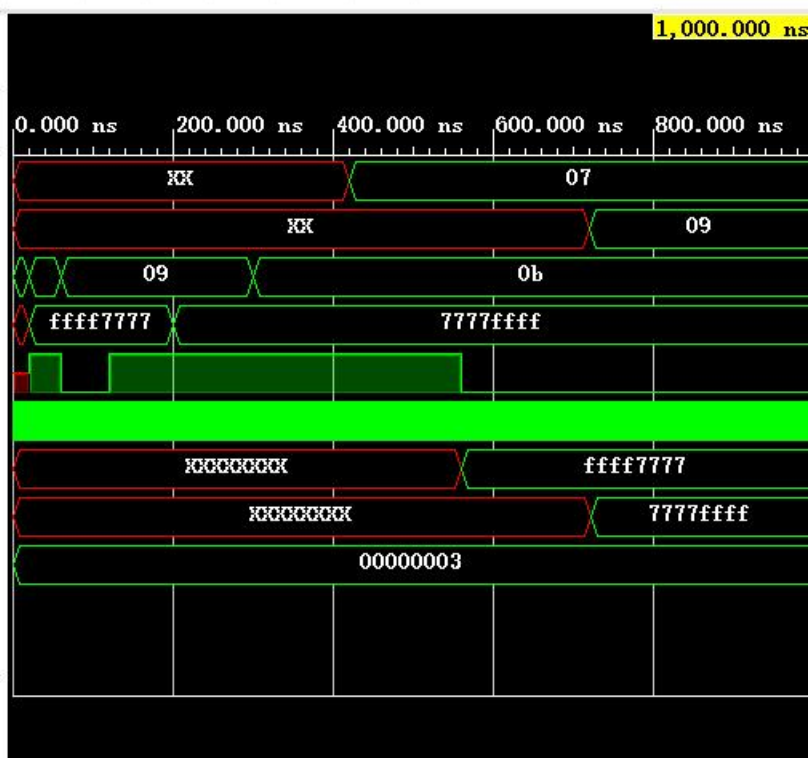 1,000.000 ns
0.000 ns 200.000 ns 400.000 ns 600.000 ns 800.000 ns
XX 07
XX 09
09 0b
ffff7777 7777ffff
XXXXXXXX ffff7777
XXXXXXXX 7777ffff
00000003